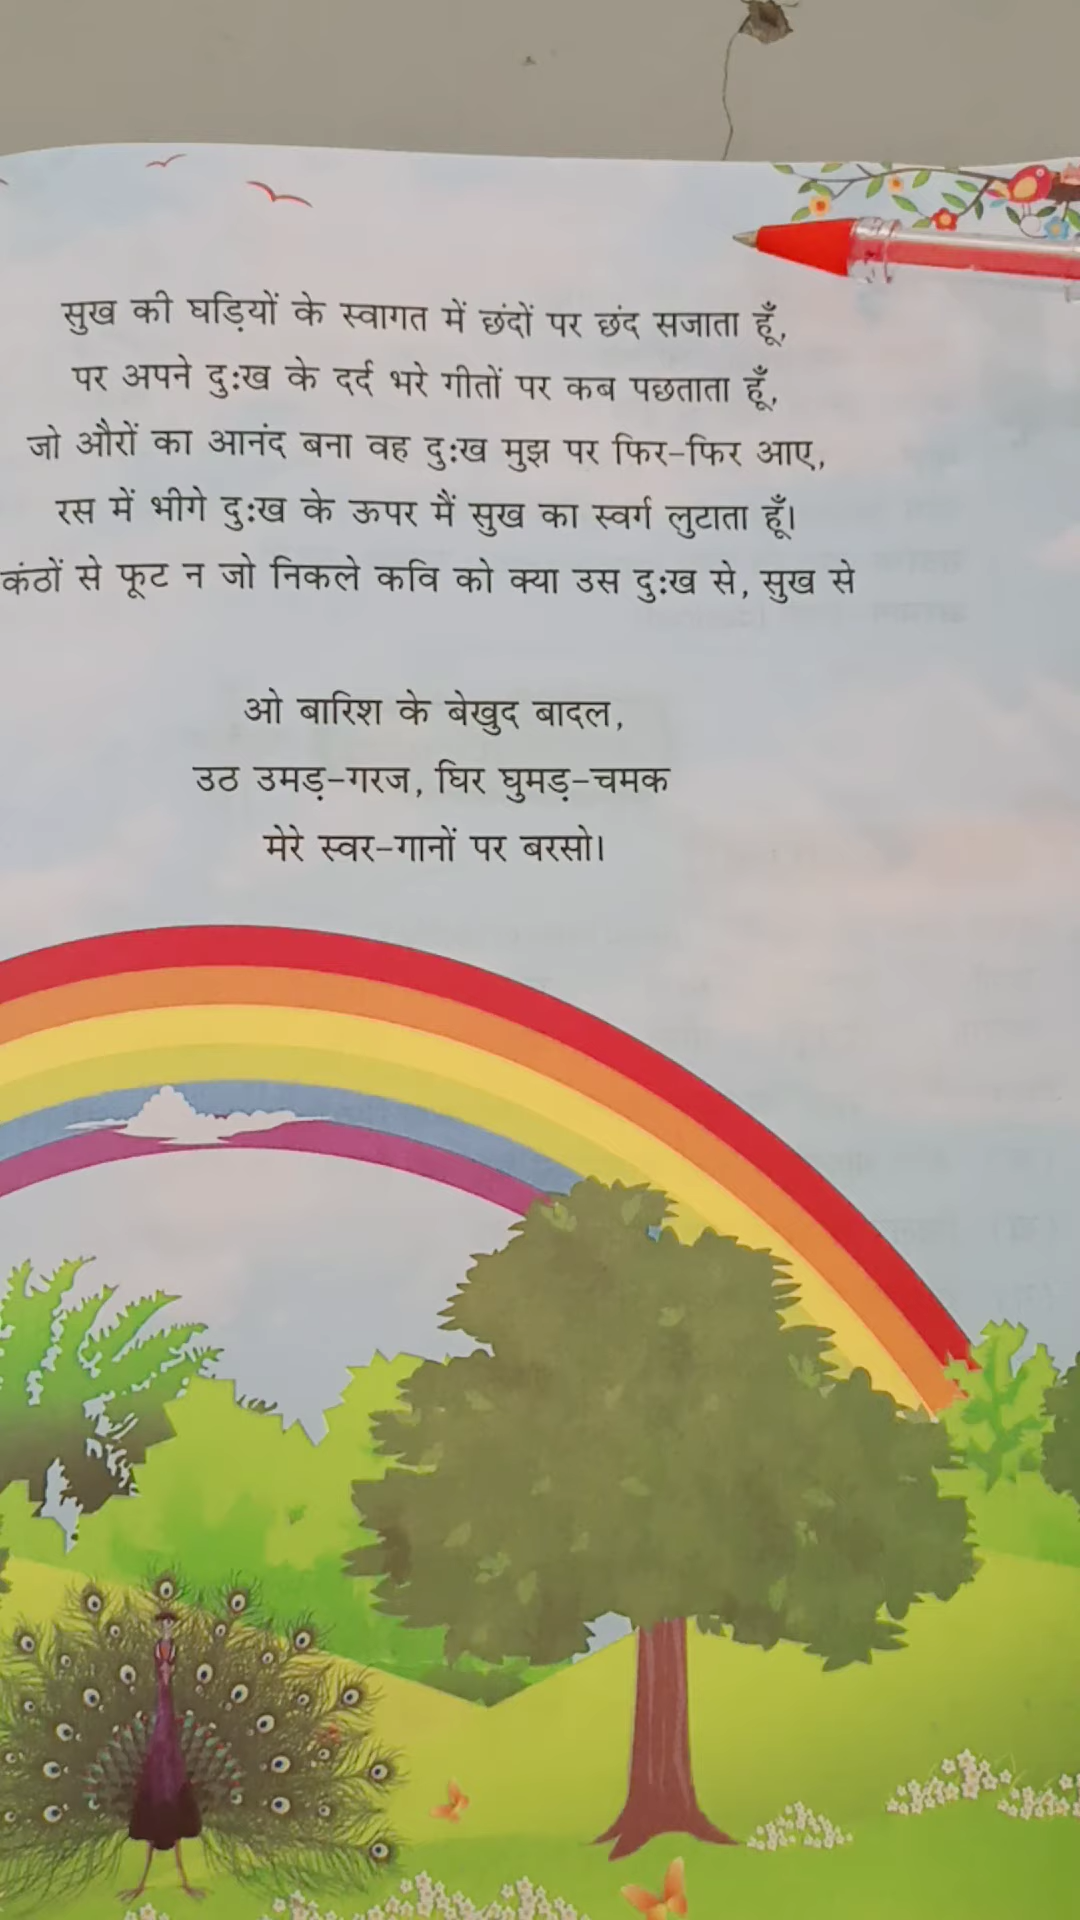 सुख की घड़ियों के स्वागत में छंदों पर छंद सजाता हूँ,
पर अपने दुःख के दर्द भरे गीतों पर कब पछताता हूँ,
जो औरों का आनंद बना वह दुःख मुझ पर फिर-फिर आए,
रस में भीगे दुःख के ऊपर मैं सुख का स्वर्ग लुटाता हूँ।
कंठों से फूट न जो निकले कवि को क्या उस दुःख से, सुख से
ओ बारिश के बेखुद बादल,
उठ उमड़-गरज, घिर घुमड़-चमक
मेरे स्वर-गानों पर बरसो।